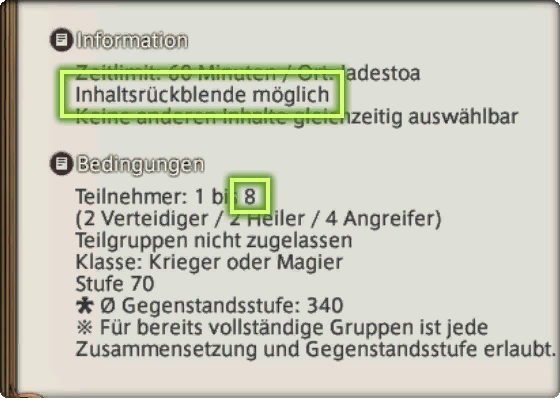 Information
Zeitlimit: 60 Minuten / Ort: Iadestoa
Inhaltsrückblende möglich
Keine anderen Inhalte gleichzeitig auswählbar
Bedingungen
Teilnehmer: 1 bis 8
(2 Verteidiger / 2 Heiler / 4 Angreifer)
Teilgruppen nicht zugelassen
Klasse: Krieger oder Magier
Stufe 70
Ø Gegenstandsstufe: 340
※ Für bereits vollständige Gruppen ist jede
Zusammensetzung und Gegenstandsstufe erlaubt.